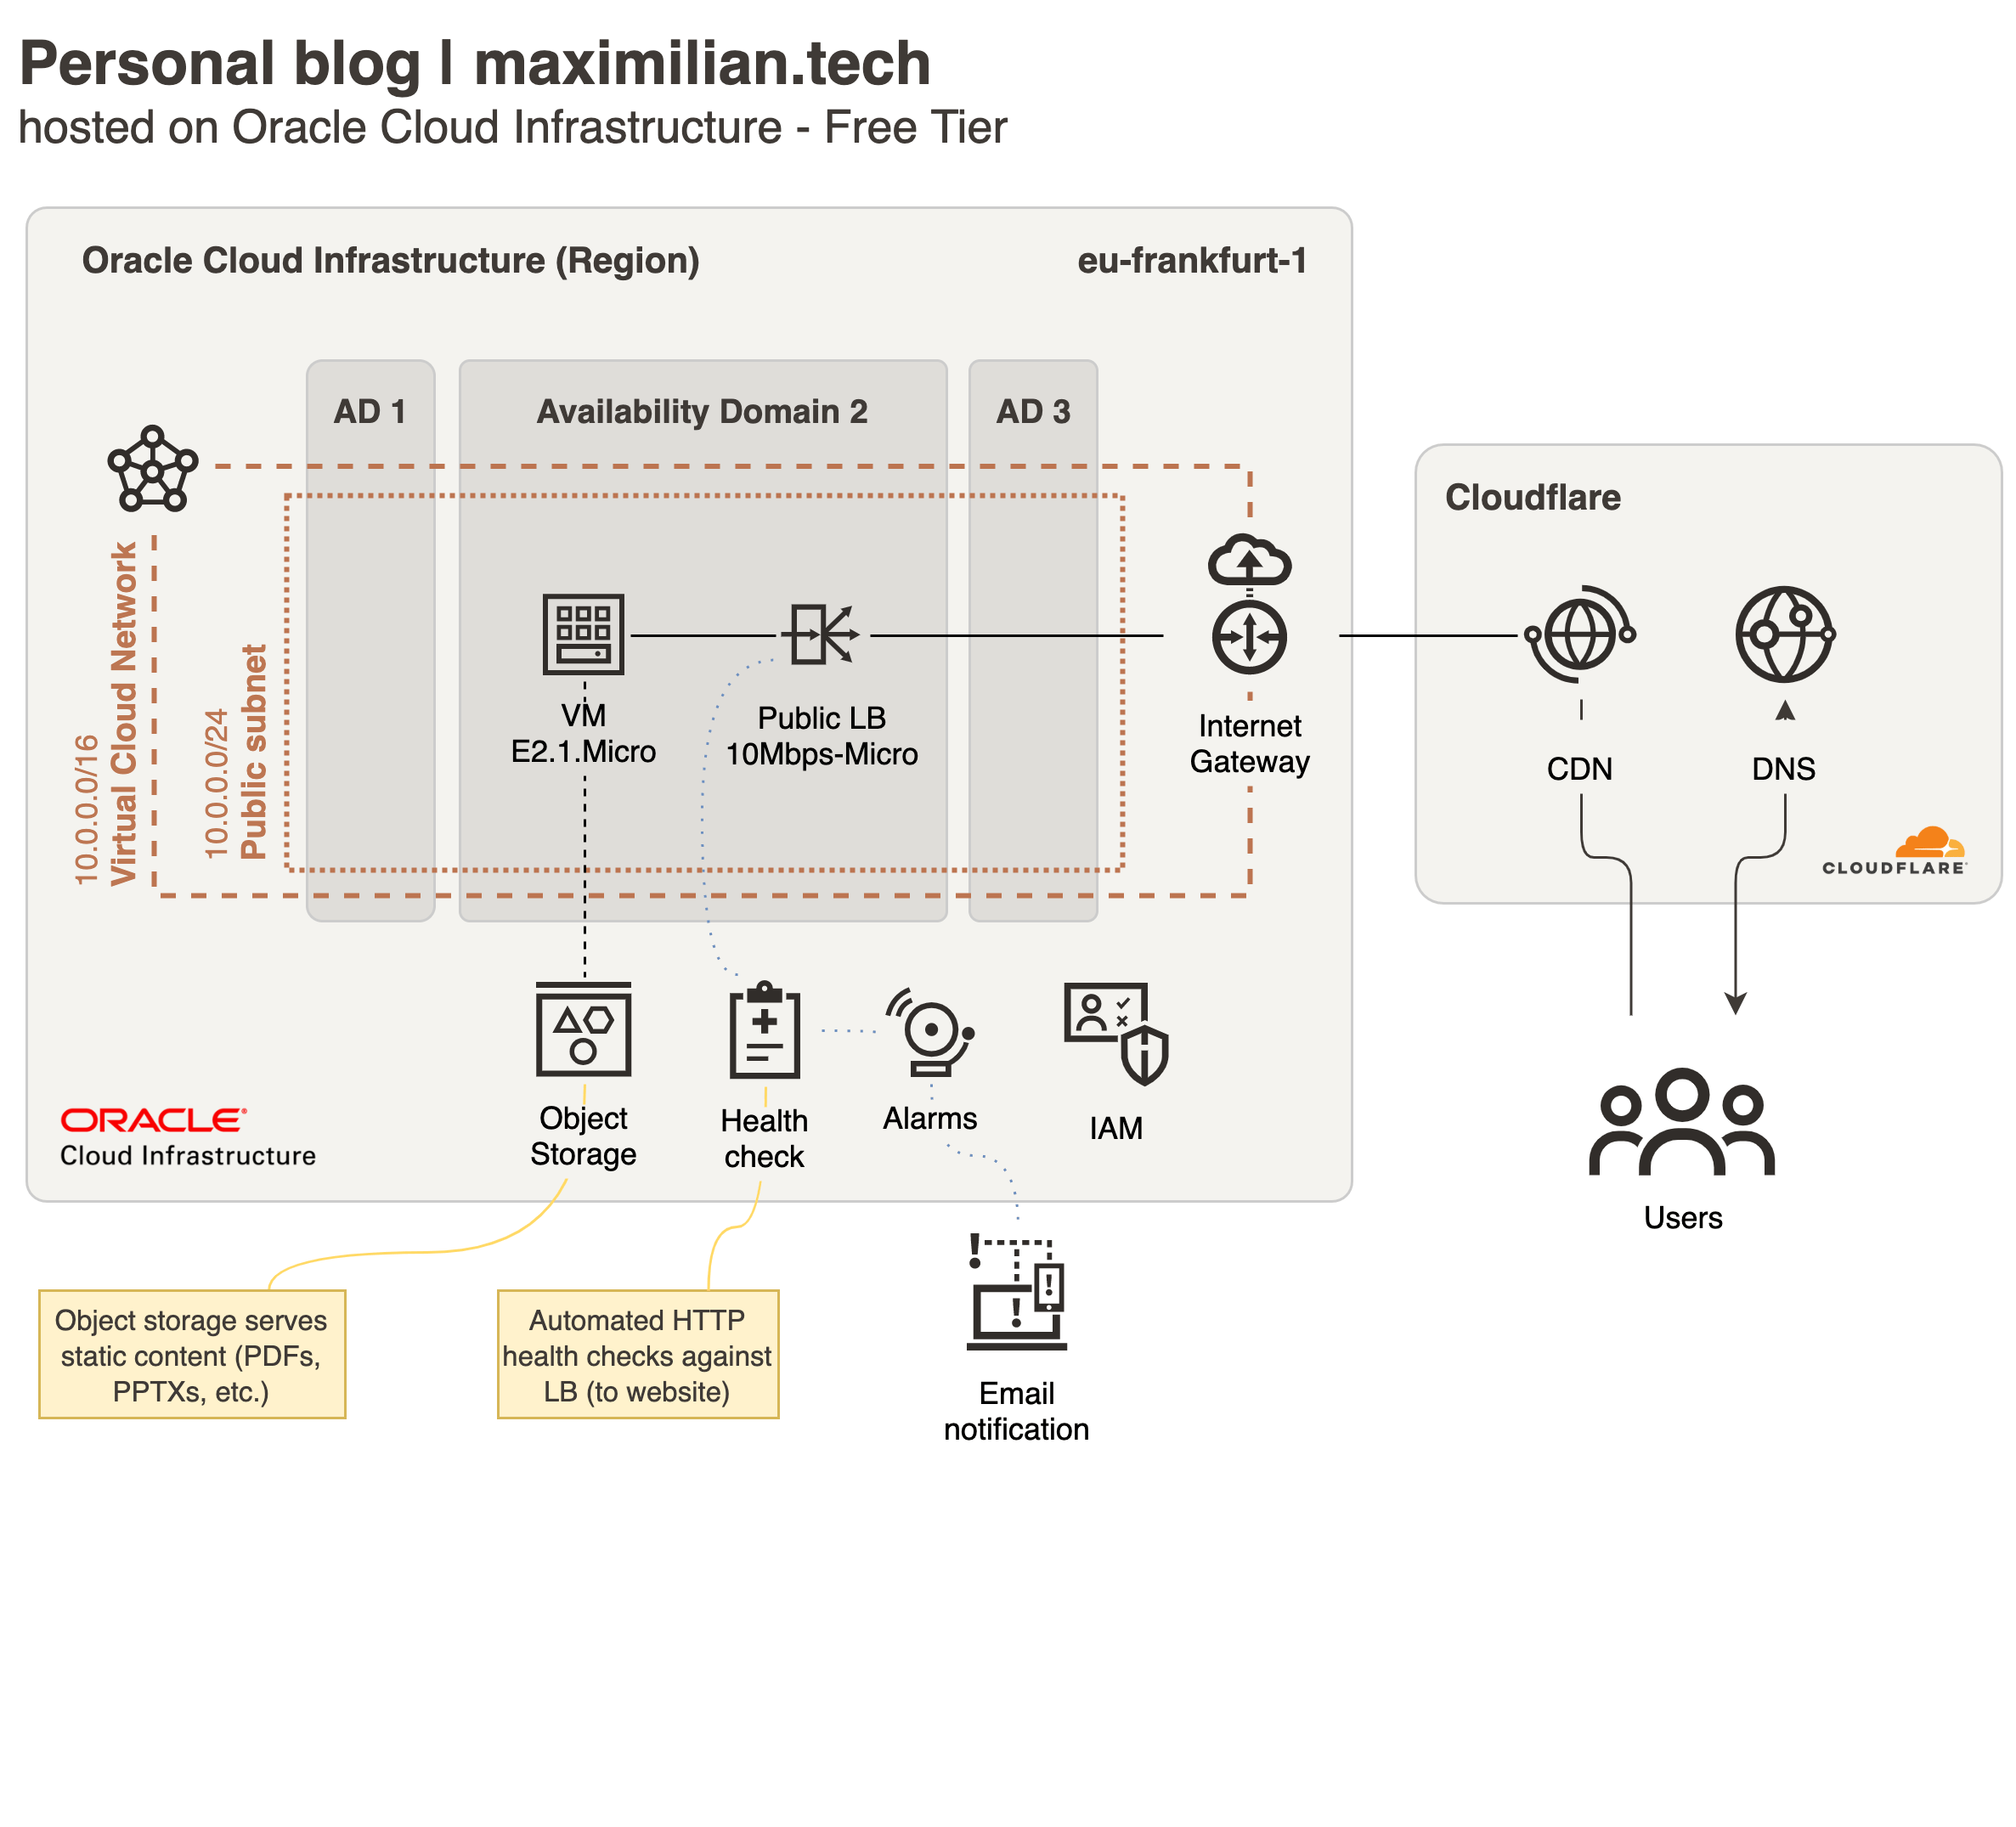 Personal blog | maximilian.tech
hosted on Oracle Cloud Infrastructure - Free Tier
Oracle Cloud Infrastructure (Region)
eu-frankfurt-1
AD 1
Availability Domain 2
AD 3
10.0.0.0/16
Virtual Cloud Network
10.0.0.0/24
Public subnet
VM
E2.1.Micro
Public LB
10Mbps-Micro
Internet
Gateway
Cloudflare
CDN
DNS
CLOUDFLARE
Object
Storage
Health
check
Alarms
IAM
ORACLE
Cloud Infrastructure
Users
Object storage serves
static content (PDFs,
PPTXs, etc.)
Automated HTTP
health checks against
LB (to website)
Email
notification